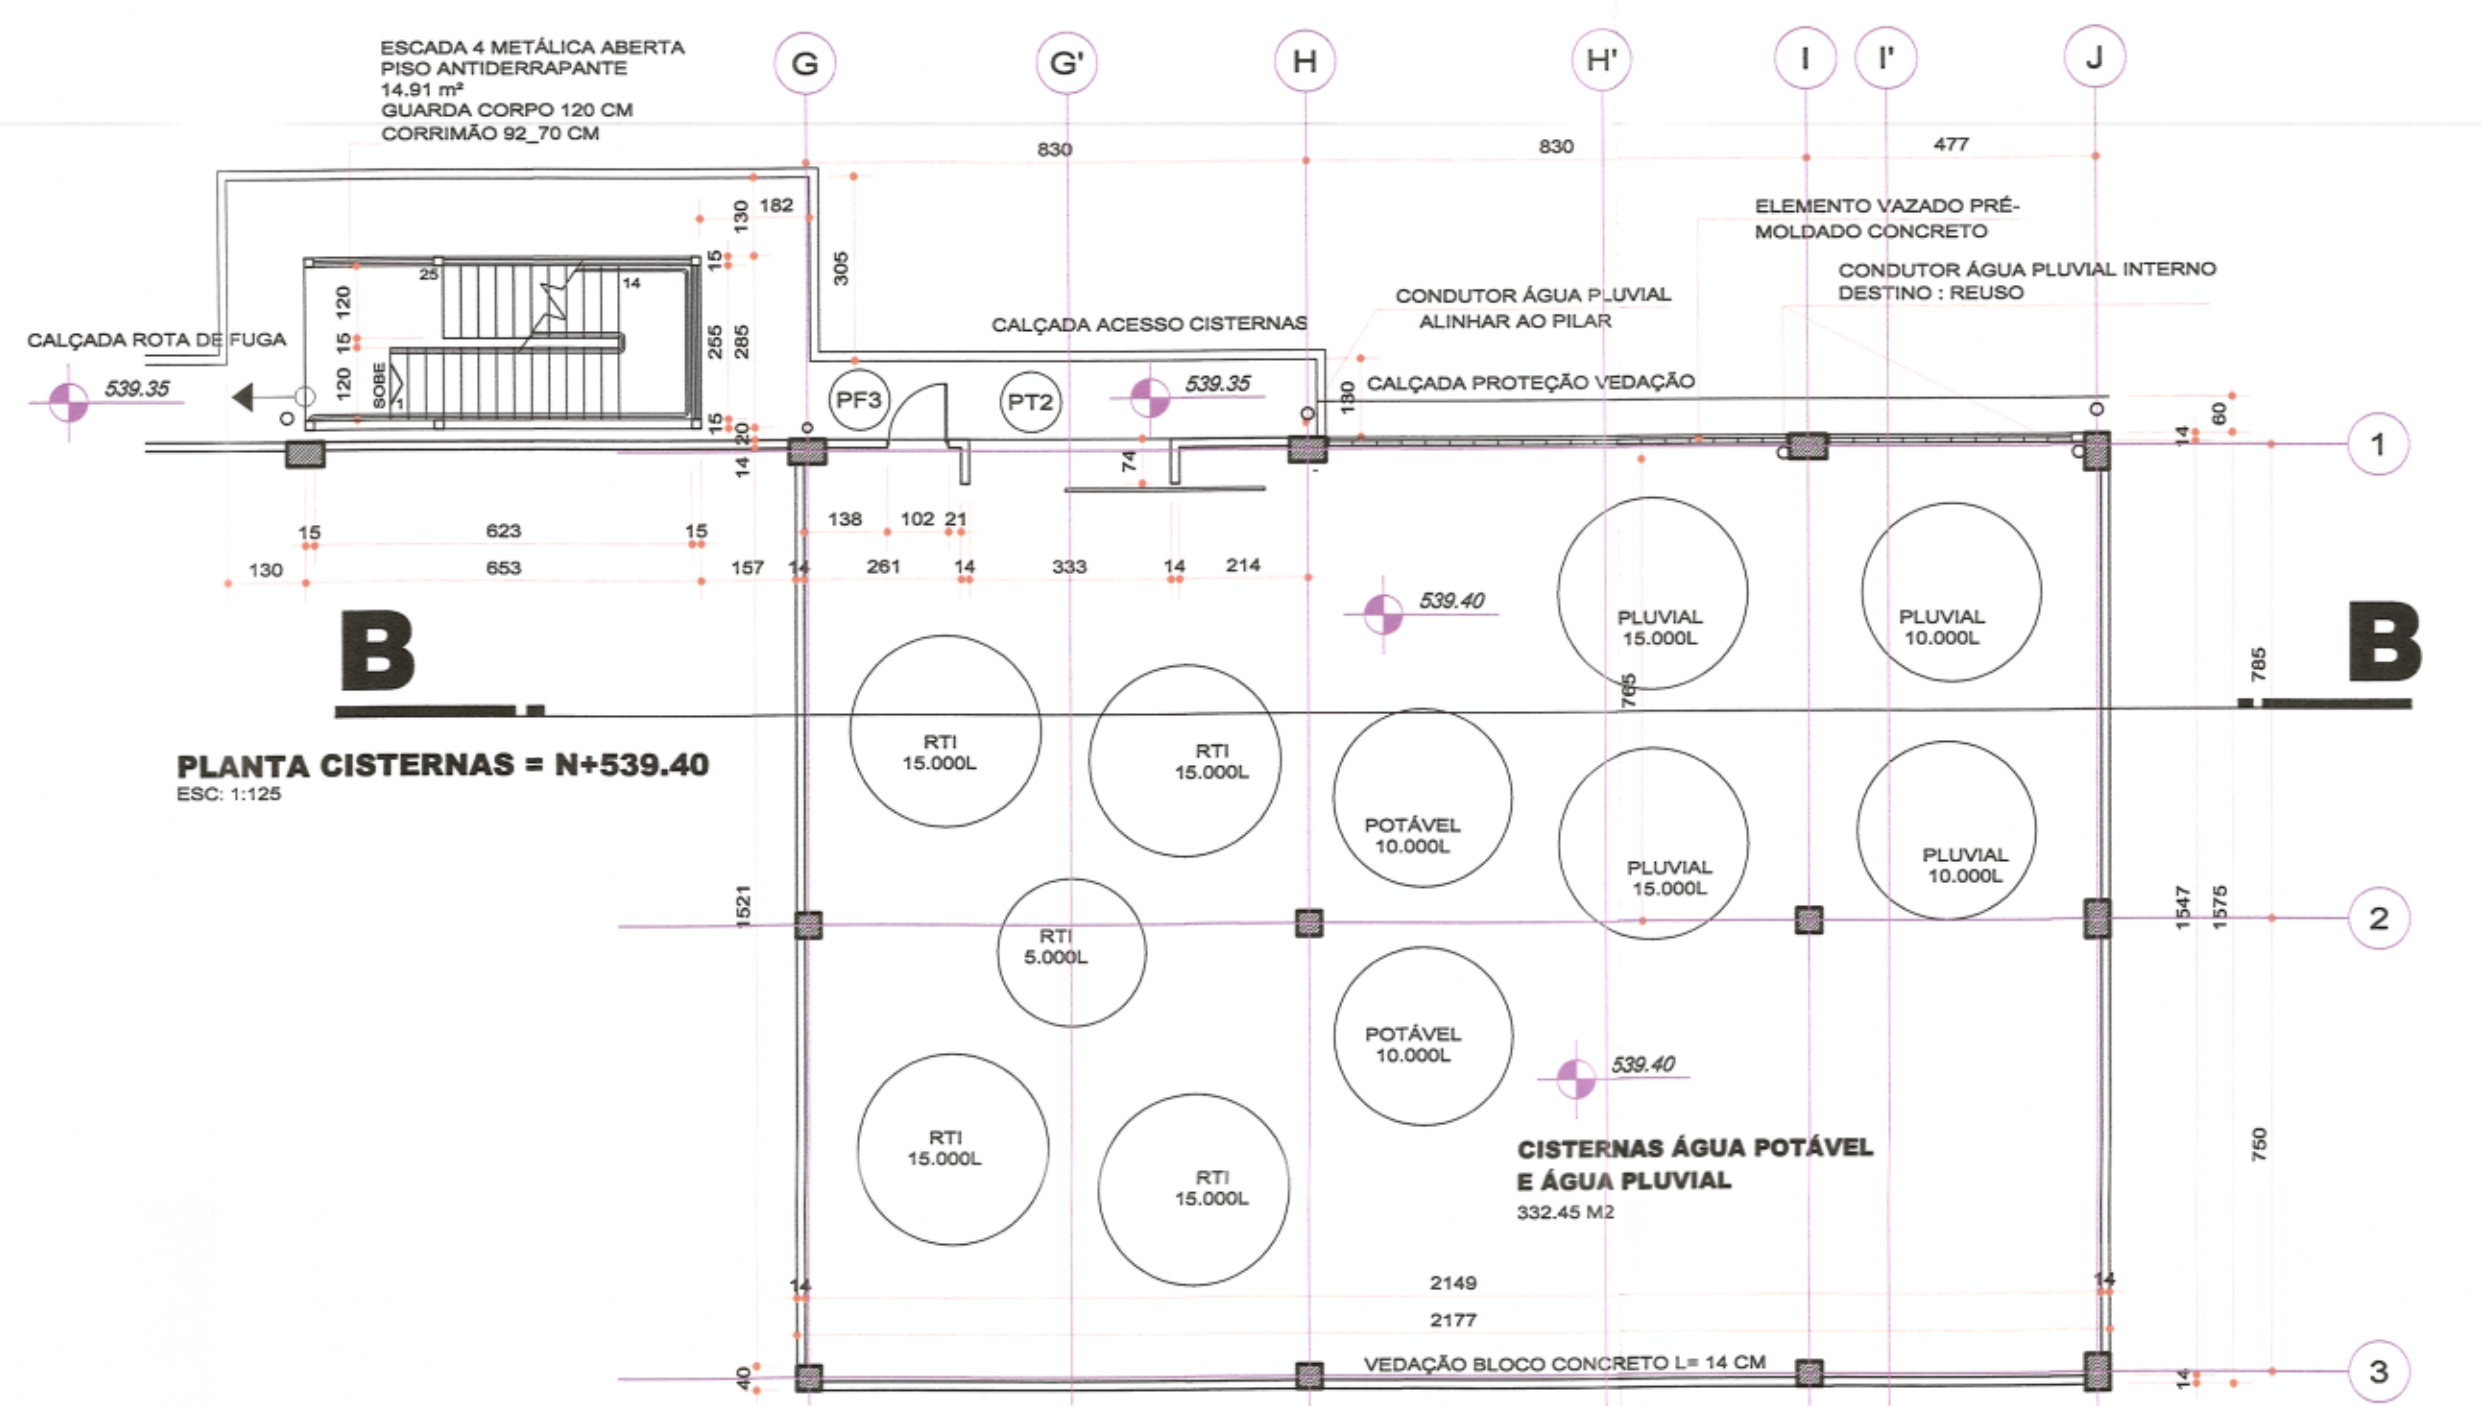 ESCADA 4 METÁLICA ABERTA
PISO ANTIDERRAPANTE
14.91 m²
GUARDA CORPO 120 CM
CORRIMÃO 92_70 CM
G
G'
H
H'
I
I'
J
830
830
477
182
130
305
ELEMENTO VAZADO PRÉ-
MOLDADO CONCRETO
CONDUTOR ÁGUA PLUVIAL INTERNO
DESTINO : REUSO
CONDUTOR ÁGUA PLUVIAL
ALINHAR AO PILAR
CALÇADA ACESSO CISTERNAS
CALÇADA ROTA DE FUGA
539.35
25
14
120
15
120
SOBE
1
15
255
285
15
20
14
PF3
PT2
539.35
180
CALÇADA PROTEÇÃO VEDAÇÃO
60
14
1
74
15
623
15
138
102
21
130
653
157
14
261
14
333
14
214
539.40
PLUVIAL
15.000L
PLUVIAL
10.000L
B
B
785
765
PLANTA CISTERNAS = N+539.40
ESC: 1:125
RTI
15.000L
RTI
15.000L
POTÁVEL
10.000L
PLUVIAL
15.000L
PLUVIAL
10.000L
1521
1547
1575
2
RTI
5.000L
POTÁVEL
10.000L
539.40
RTI
15.000L
RTI
15.000L
CISTERNAS ÁGUA POTÁVEL
E ÁGUA PLUVIAL
332.45 M2
750
14
2149
14
2177
VEDAÇÃO BLOCO CONCRETO L= 14 CM
40
14
3